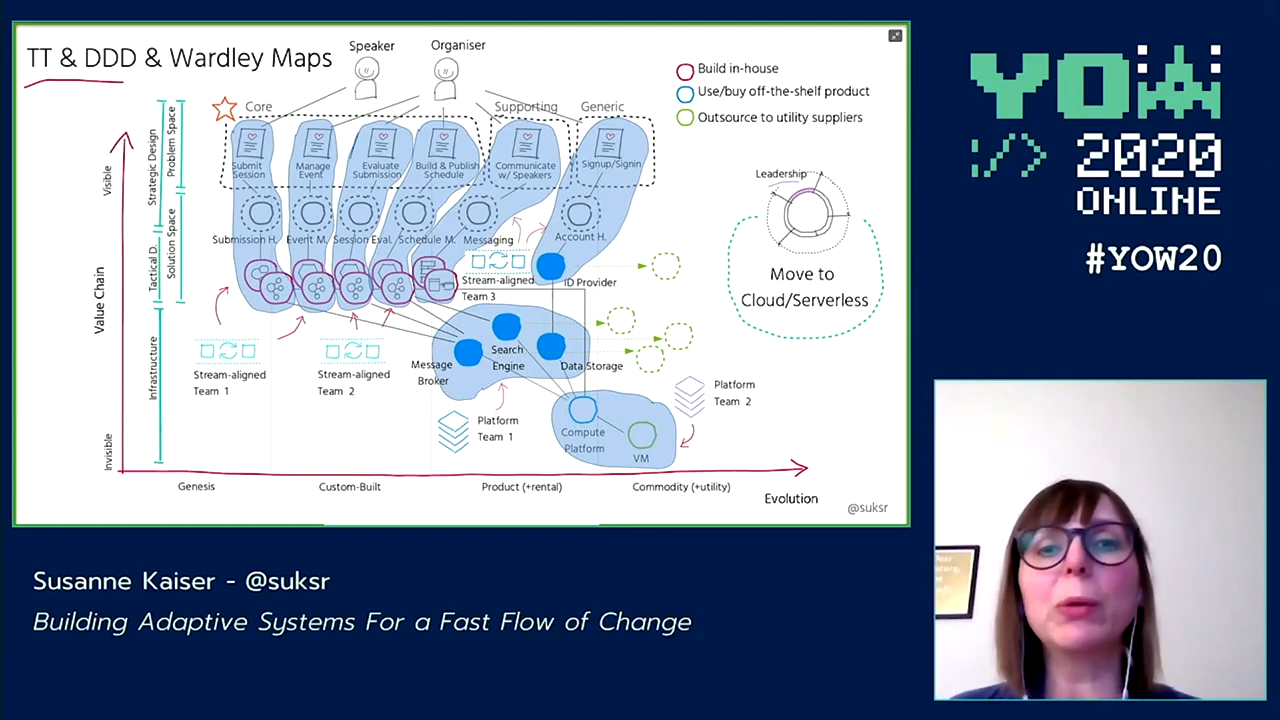 TT & DDD & Wardley Maps
Speaker
Organiser
Build in-house
Use/buy off-the-shelf product
Outsource to utility suppliers
Core
Supporting
Generic
Submit
Session
Manage
Event
Evaluate
Submission
Build & Publish
Schedule
Communicate
w/ Speakers
Signup/Signin
Submission H.
Event M.
Session Eval.
Schedule M.
Messaging
Account H.
Stream-aligned
Team 3
ID Provider
Stream-aligned
Team 1
Stream-aligned
Team 2
Message
Broker
Search
Engine
Data Storage
Platform
Team 1
Platform
Team 2
Compute
Platform
VM
Value Chain
Visible
Invisible
Strategic Design
Problem Space
Tactical D.
Solution Space
Infrastructure
Genesis
Custom-Built
Product (+rental)
Commodity (+utility)
Evolution
@suksr
Leadership
Move to
Cloud/Serverless
YOW
:/> 2020
ONLINE
#YOW20
Susanne Kaiser - @suksr
Building Adaptive Systems For a Fast Flow of Change